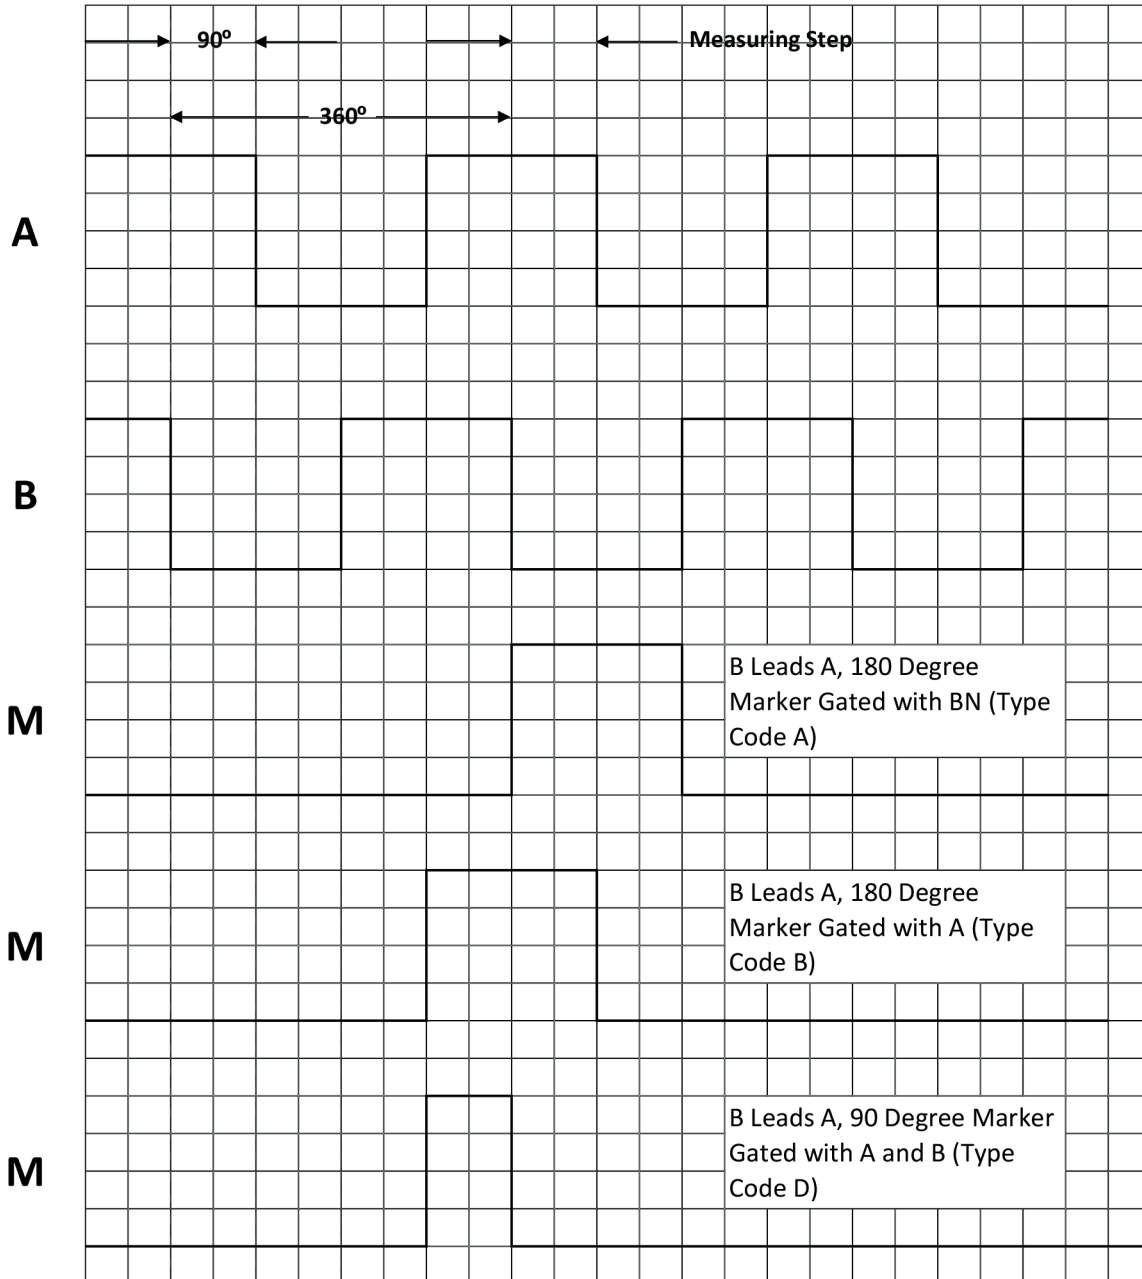 90º
Measuring Step
360º
A
B
M
B Leads A, 180 Degree
Marker Gated with BN (Type
Code A)
M
B Leads A, 180 Degree
Marker Gated with A (Type
Code B)
M
B Leads A, 90 Degree Marker
Gated with A and B (Type
Code D)